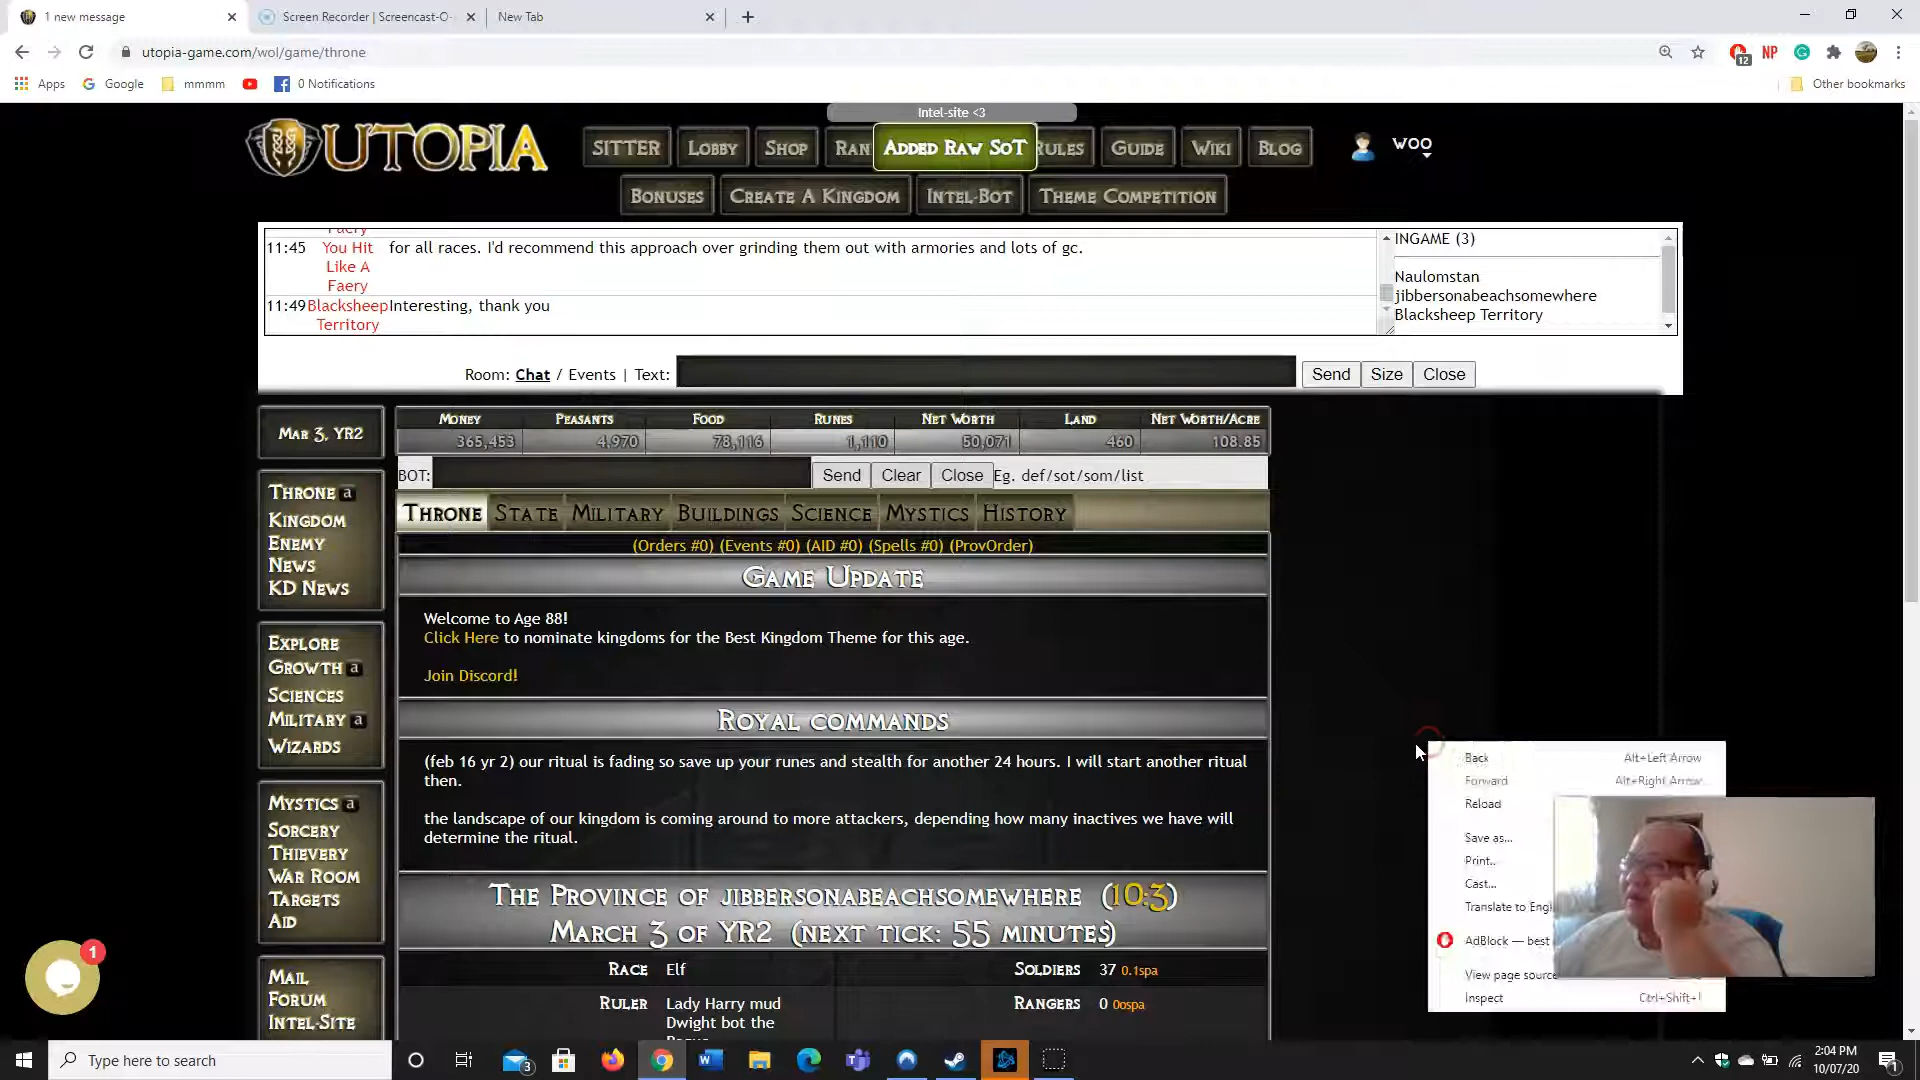 1 new message
Screen Recorder | Screencast-O-
New Tab
utopia-game.com/wol/game/throne
12
NP
Apps
Google
mmmm
0 Notifications
Other bookmarks
Intel-site <3
UTOPIA
SITTER
LOBBY
SHOP
RAN
ADDED RAW SOT
RULES
GUIDE
WIKI
BLOG
WOO
BONUSES
CREATE A KINGDOM
INTEL-BOT
THEME COMPETITION
Faery
11:45 You Hit Like A Faery for all races. I'd recommend this approach over grinding them out with armories and lots of gc.
11:49 Blacksheep Territory Interesting, thank you
INGAME (3)
Naulomstan
jibbersonabeachsomewhere
Blacksheep Territory
Room: Chat / Events | Text:
Send
Size
Close
MAR 3, YR2
MONEY PEASANTS FOOD RUNES NET WORTH LAND NET WORTH/ACRE
365,453 4,970 78,116 1,110 50,071 460 108.85
BOT:
Send
Clear
Close
Eg. def/sot/som/list
THRONE a
KINGDOM
ENEMY
NEWS
KD NEWS
EXPLORE
GROWTH a
SCIENCES
MILITARY a
WIZARDS
MYSTICS a
SORCERY
THIEVERY
WAR ROOM
TARGETS
AID
MAIL
FORUM
INTEL-SITE
THRONE STATE MILITARY BUILDINGS SCIENCE MYSTICS HISTORY
(Orders #0) (Events #0) (AID #0) (Spells #0) (ProvOrder)
GAME UPDATE
Welcome to Age 88!
Click Here to nominate kingdoms for the Best Kingdom Theme for this age.
Join Discord!
ROYAL COMMANDS
(feb 16 yr 2) our ritual is fading so save up your runes and stealth for another 24 hours. I will start another ritual
then.
the landscape of our kingdom is coming around to more attackers, depending how many inactives we have will
determine the ritual.
THE PROVINCE OF JIBBERSONABEACHSOMEWHERE (10:3)
MARCH 3 OF YR2 (NEXT TICK: 55 MINUTES)
RACE Elf
SOLDIERS 37 0.1spa
RULER Lady Harry mud
Dwight bot the
RANGERS 0 0ospa
Back Alt+Left Arrow
Forward Alt+Right Arrow
Reload
Save as...
Print...
Cast...
Translate to Engl
AdBlock — best
View page source
Inspect Ctrl+Shift+I
1
Type here to search
3
2:04 PM
10/07/20
1